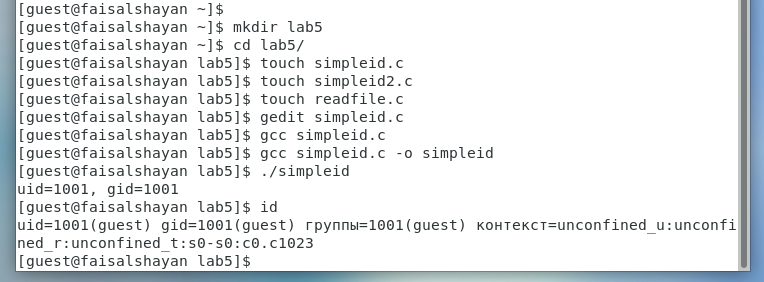 [guest@faisalshayan ~]$
[guest@faisalshayan ~]$ mkdir lab5
[guest@faisalshayan ~]$ cd lab5/
[guest@faisalshayan lab5]$ touch simpleid.c
[guest@faisalshayan lab5]$ touch simpleid2.c
[guest@faisalshayan lab5]$ touch readfile.c
[guest@faisalshayan lab5]$ gedit simpleid.c
[guest@faisalshayan lab5]$ gcc simpleid.c
[guest@faisalshayan lab5]$ gcc simpleid.c -o simpleid
[guest@faisalshayan lab5]$ ./simpleid
uid=1001, gid=1001
[guest@faisalshayan lab5]$ id
uid=1001(guest) gid=1001(guest) группы=1001(guest) контекст=unconfined_u:unconfi
ned_r:unconfined_t:s0-s0:c0.c1023
[guest@faisalshayan lab5]$